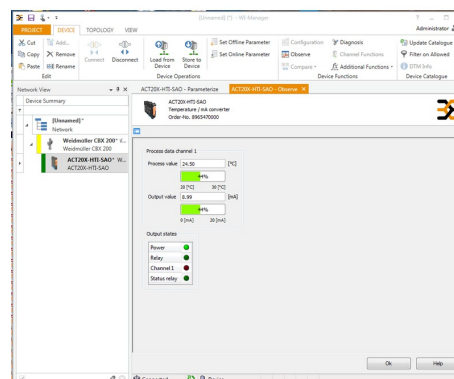 [Unnamed] (*) - WI-Manager
PROJECT DEVICE TOPOLOGY VIEW Administrator
Cut Add... Load from Device Store to Device Set Offline Parameter Configuration Diagnosis Update Catalogue
Copy Remove Connect Disconnect Set Online Parameter Observe Channel Functions Filter on Allowed
Paste Rename Compare Additional Functions DTM Info
Edit Device Operations Device Functions Device Catalogue
Network View ACT20X-HTI-SAO - Parameterize ACT20X-HTI-SAO - Observe
Device Summary
ACT20X-HTI-SAO
Temperature / mA converter
Order-No. 8965470000
[Unnamed]*
Network
Weidmüller CBX 200*
Weidmüller CBX 200
ACT20X-HTI-SAO* W...
ACT20X-HTI-SAO
Process data channel 1
Process value 24.50 [°C]
44%
20 [°C] 30 [°C]
Output value 8.99 [mA]
44%
0 [mA] 20 [mA]
Output states
Power
Relay
Channel 1
Status relay
Ok Help
Connected